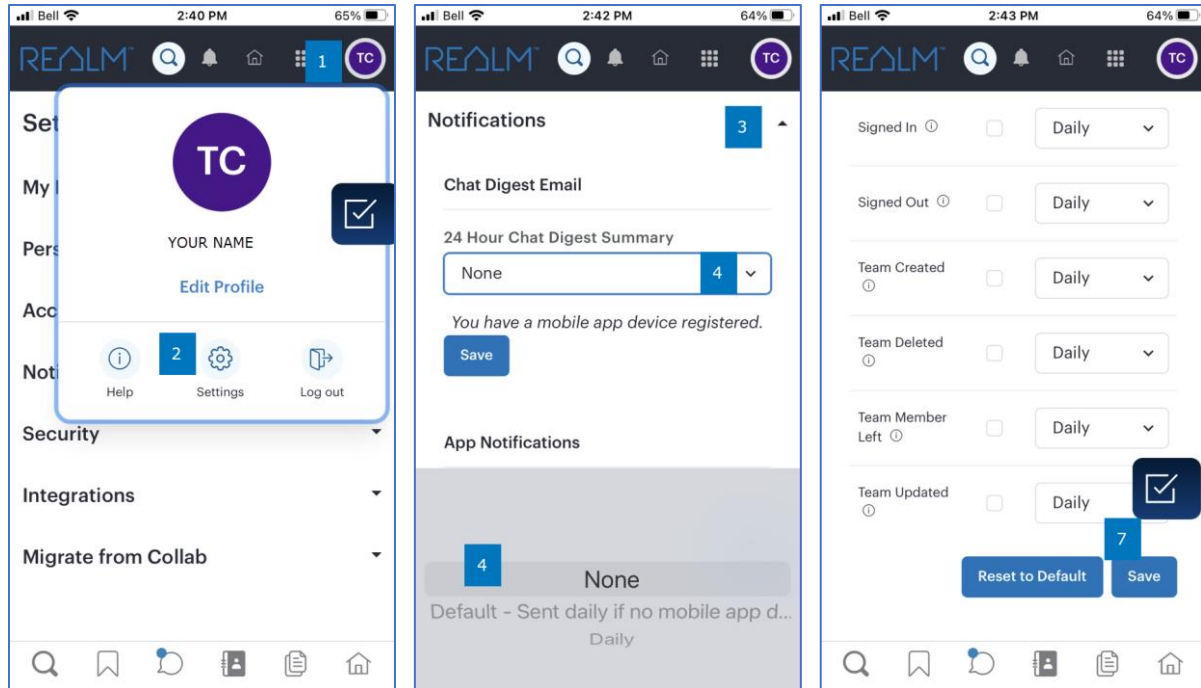 Bell 2:40 PM 65%
REALM™ 1 TC
Set
TC
My
YOUR NAME
Pers
Edit Profile
Acc
2
Noti
Help Settings Log out
Security
Integrations
Migrate from Collab
Bell 2:42 PM 64%
REALM™ TC
Notifications 3
Chat Digest Email
24 Hour Chat Digest Summary
None 4
You have a mobile app device registered.
Save
App Notifications
4
None
Default - Sent daily if no mobile app d...
Daily
Bell 2:43 PM 64%
REALM™ TC
Signed In Daily
Signed Out Daily
Team Created Daily
Team Deleted Daily
Team Member
Left Daily
Team Updated Daily
7
Reset to Default Save